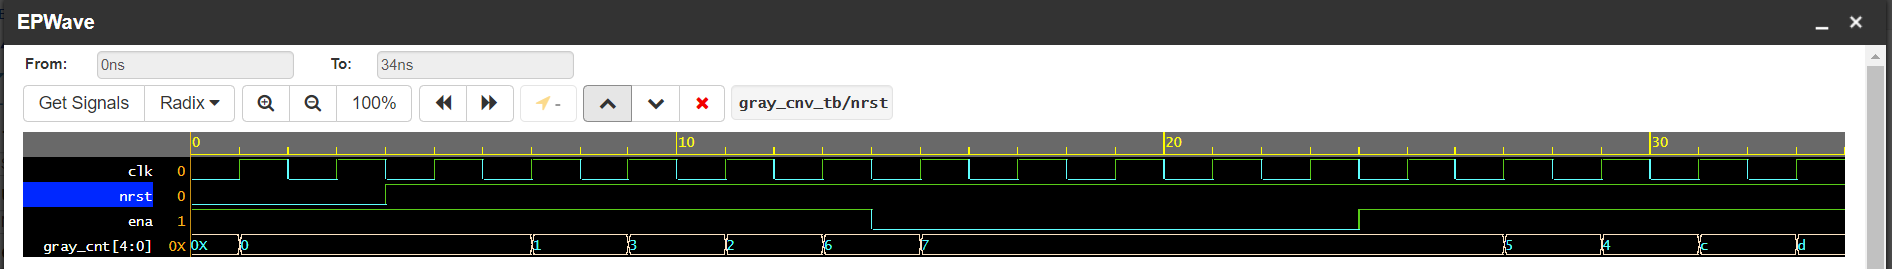 EPWave
From: 0ns To: 34ns
Get Signals Radix 100% - gray_cnv_tb/nrst
0 10 20 30
clk 0
nrst 0
ena 1
gray_cnt[4:0] 0X 0X 0 1 3 2 6 7 5 4 c d